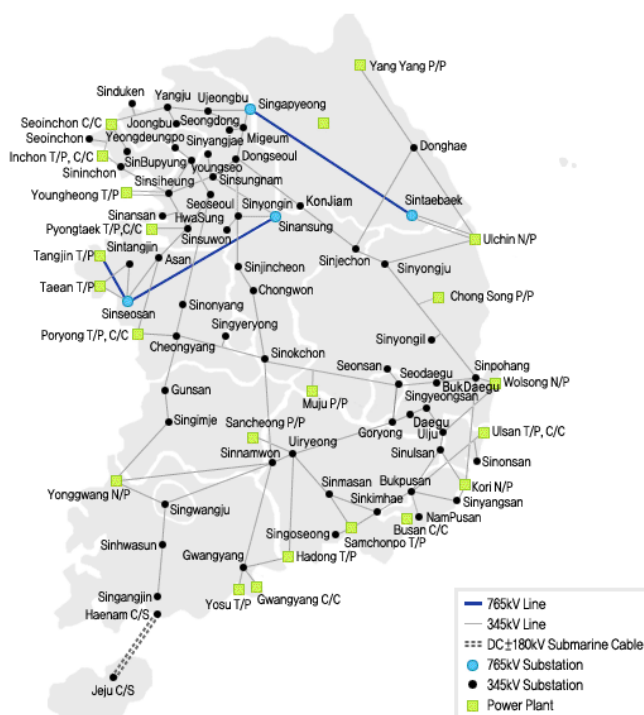 Yang Yang P/P
Sinduken
Yangju
Ujeongbu
Singapyeong
Seoinchon C/C
Joongbu
Seongdong
Seoinchon
Yeongdeungpo
Sinyangjae
Migeum
Donghae
Inchon T/P, C/C
SinBupyung
youngseo
Dongseoul
Sininchon
Sinsiheung
Sinsungnam
Youngheung T/P
Seoseoul
Sinyongin
KonJiam
Sintaebaek
Sinansan
HwaSung
Pyongtaek T/P,C/C
Sinsuwon
Sinansung
Ulchin N/P
Sintangjin
Tangjin T/P
Asan
Sinjincheon
Sinjechon
Sinyongju
Taean T/P
Chongwon
Chong Song P/P
Sinseosan
Sinonyang
Poryong T/P, C/C
Singyeryong
Sinyongil
Cheongyang
Sinokchon
Seonsan
Seodaegu
Sinpohang
BukDaegu
Wolsong N/P
Gunsan
Muju P/P
Singyeongsan
Singimje
Sancheong P/P
Daegu
Goryong
Uiju
Ulsan T/P, C/C
Uiryeong
Sinulsan
Sinnamwon
Sinonsan
Yonggwang N/P
Sinmasan
Bukpusan
Kori N/P
Sinkimhae
Sinyangsan
Singwangju
NamPusan
Singoseong
Busan C/C
Samchonpo T/P
Sinhwasun
Gwangyang
Hadong T/P
Singangjin
Yosu T/P
Gwangyang C/C
Haenam C/S
Jeju C/S
765kV Line
345kV Line
DC±180kV Submarine Cable
765kV Substation
345kV Substation
Power Plant